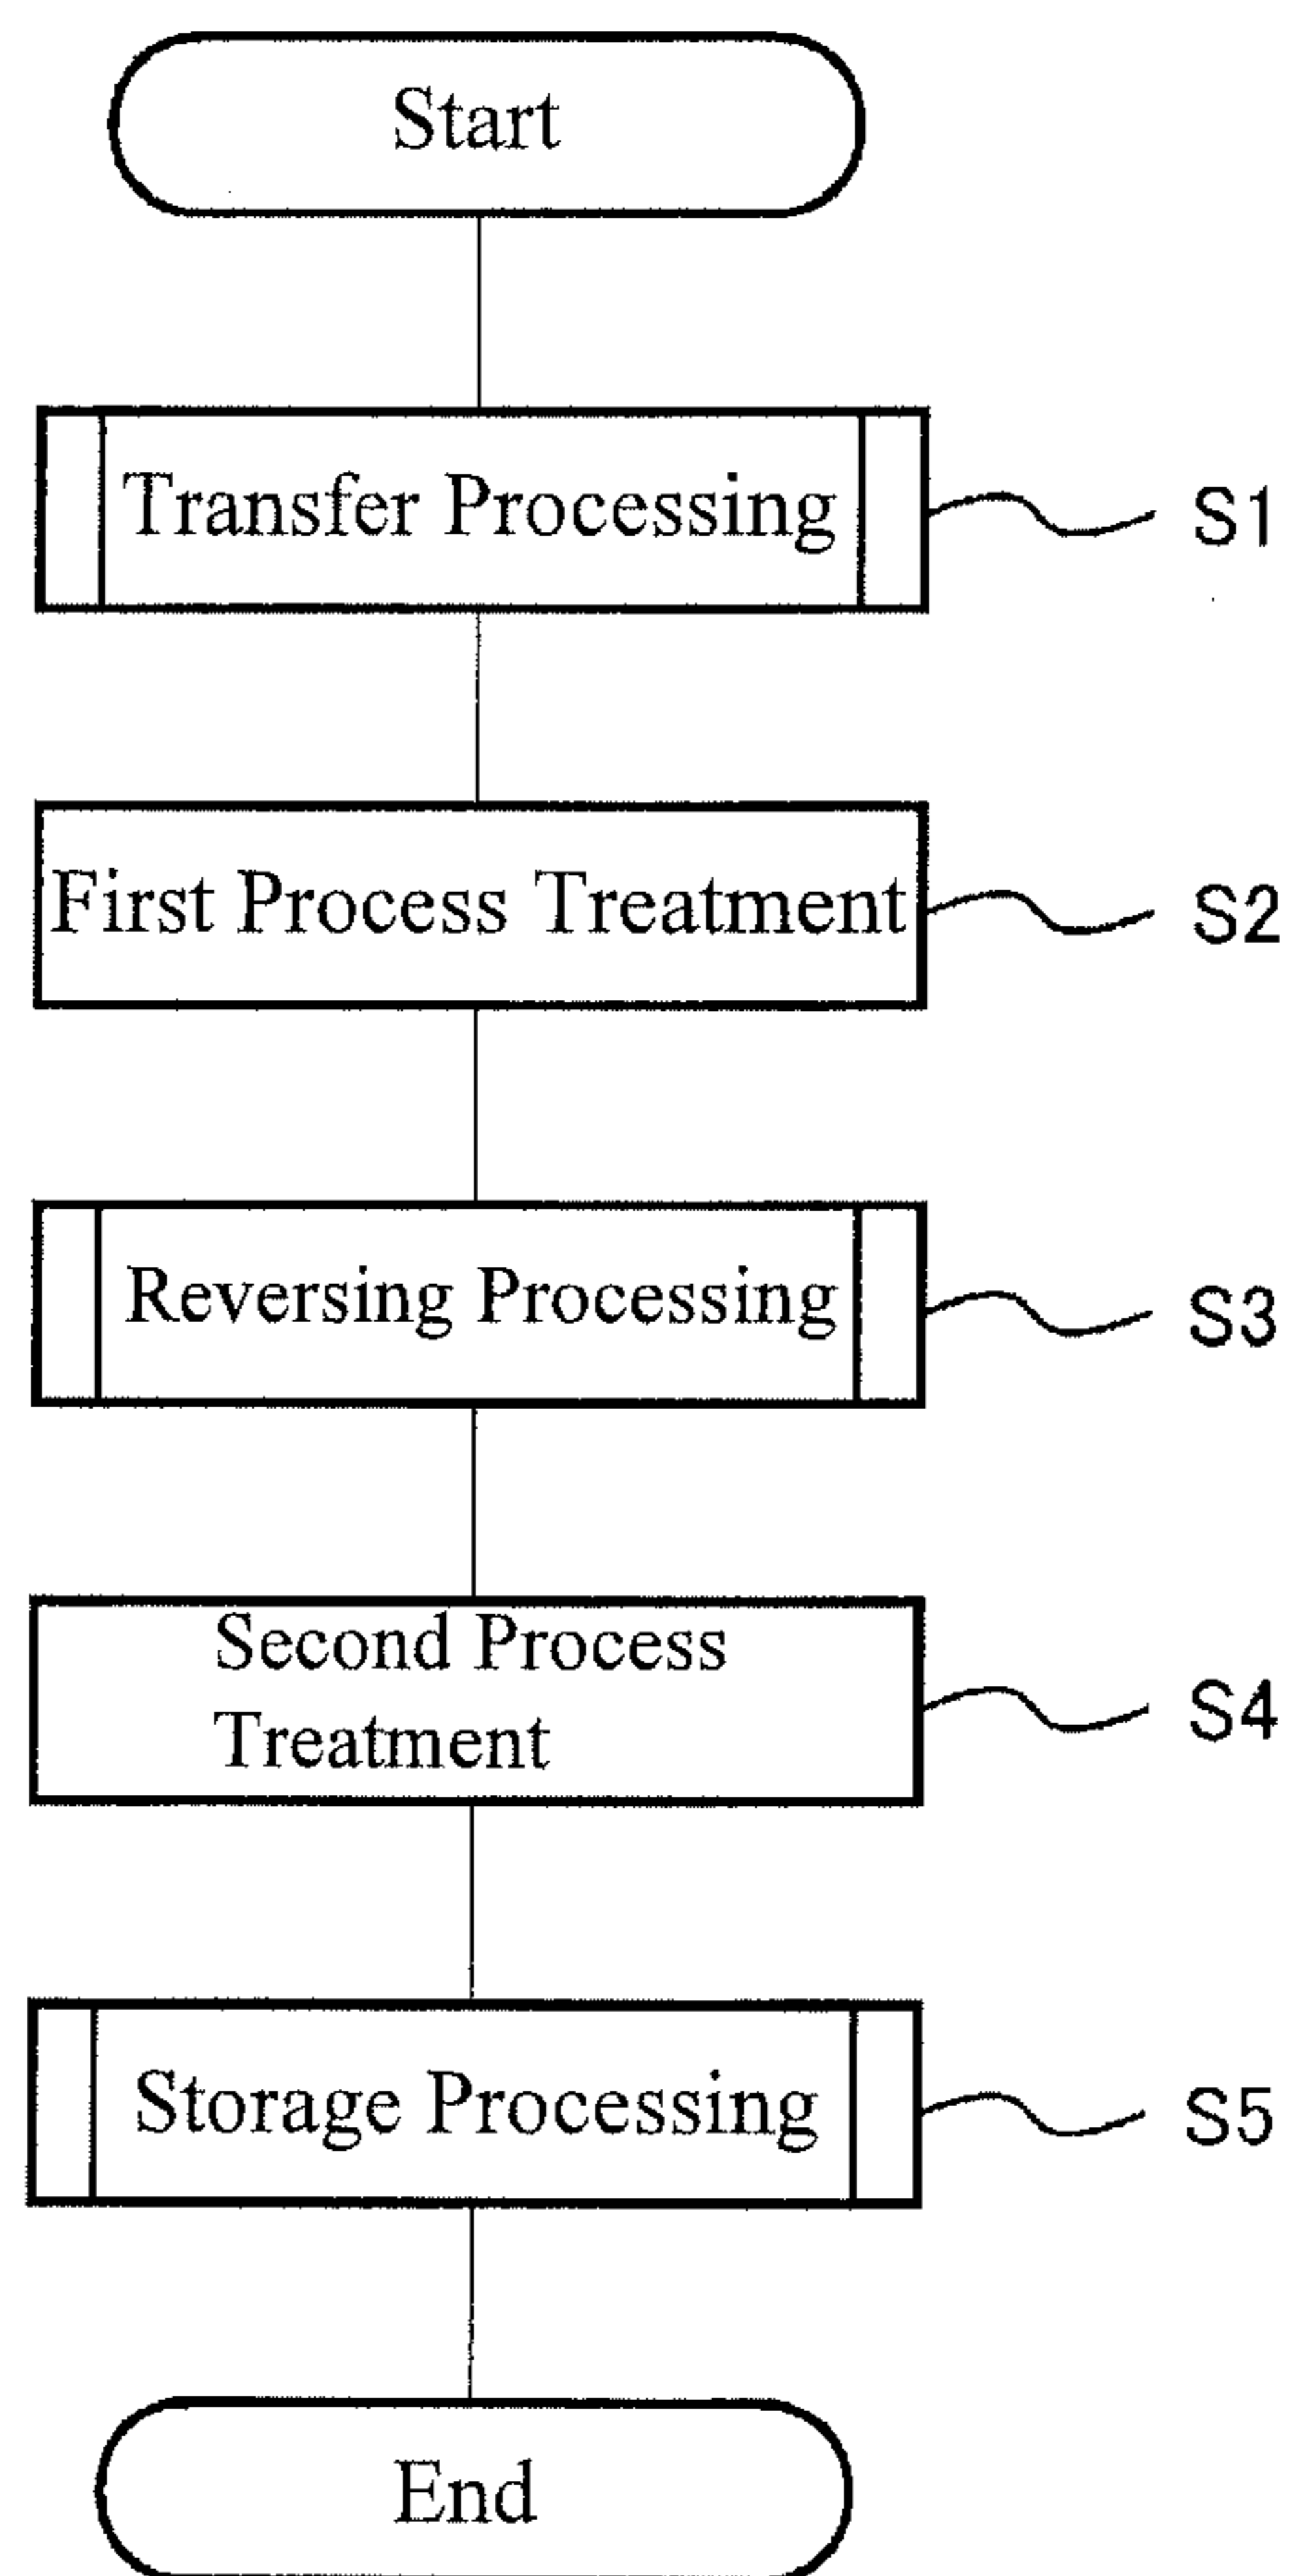 Start
Transfer Processing
S1
First Process Treatment
S2
Reversing Processing
S3
Second Process
Treatment
S4
Storage Processing
S5
End